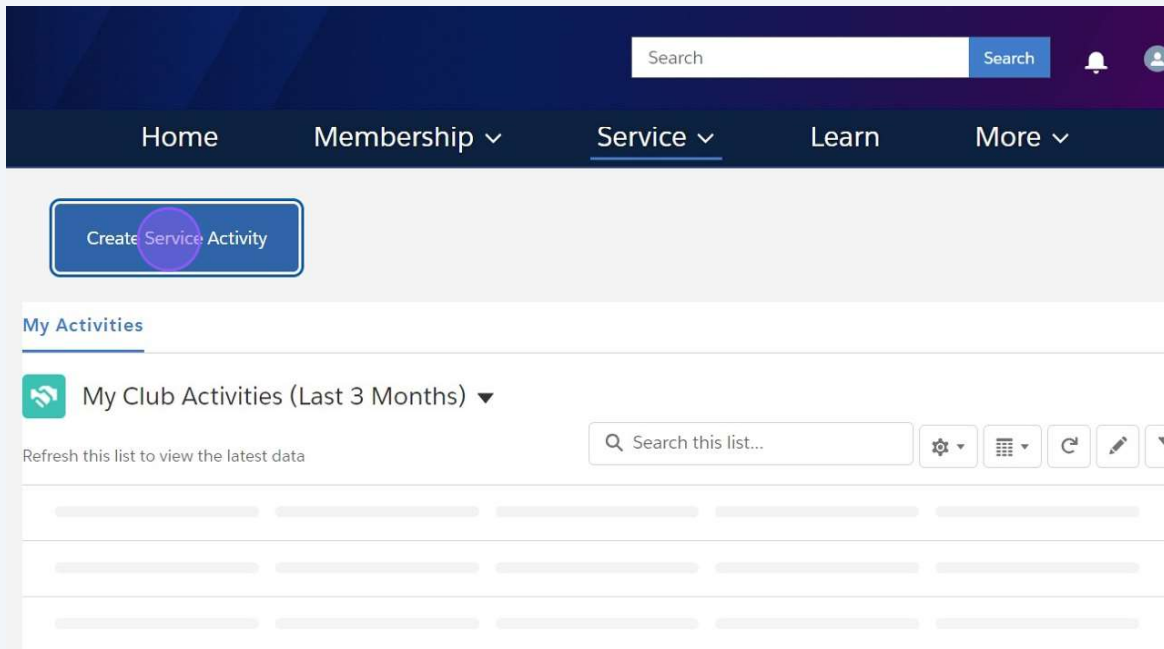 Search Search
Home Membership Service Learn More
Create Service Activity
My Activities
My Club Activities (Last 3 Months)
Search this list...
Refresh this list to view the latest data